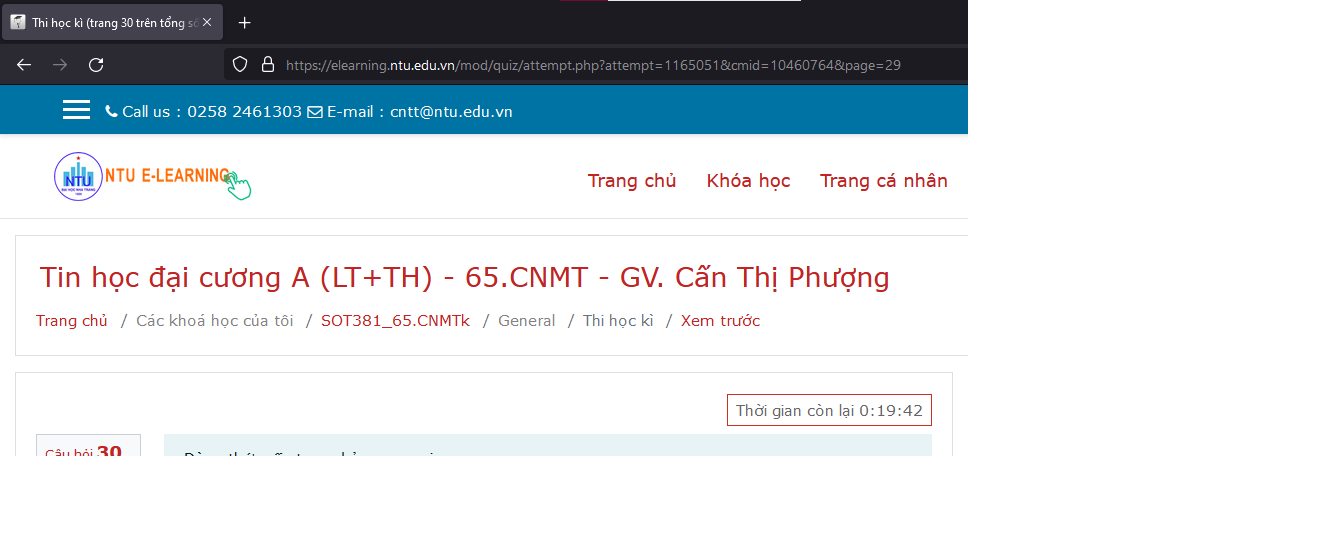 Thi học kì (trang 30 trên tổng số
https://elearning.ntu.edu.vn/mod/quiz/attempt.php?attempt=1165051&cmid=10460764&page=29
Call us : 0258 2461303 E-mail : cntt@ntu.edu.vn
NTU
NTU E-LEARNING
Trang chủ Khóa học Trang cá nhân
Tin học đại cương A (LT+TH) - 65.CNMT - GV. Cấn Thị Phượng
Trang chủ / Các khoá học của tôi / SOT381_65.CNMTk / General / Thi học kì / Xem trước
Thời gian còn lại 0:19:42
Câu hỏi 30